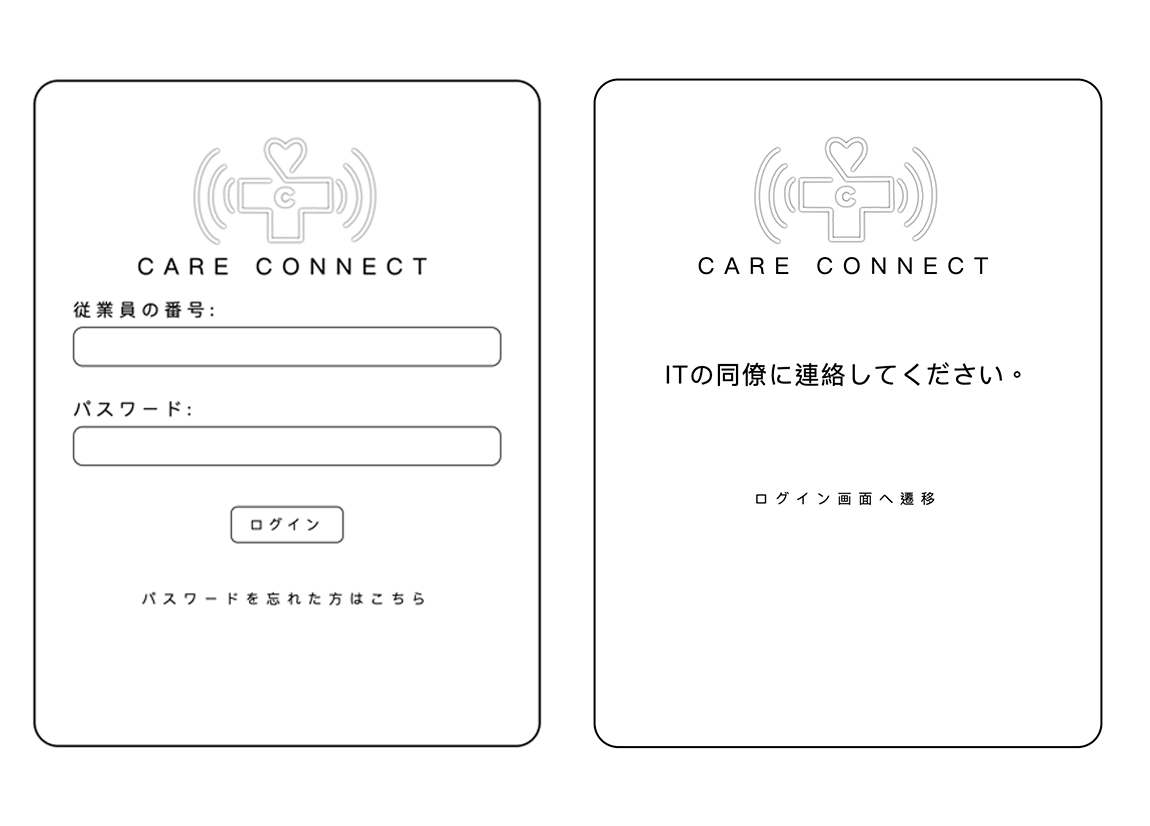 C
CARE CONNECT
従業員の番号:
パスワード:
ログイン
パスワードを忘れた方はこちら
C
CARE CONNECT
ITの同僚に連絡してください。
ログイン画面へ遷移